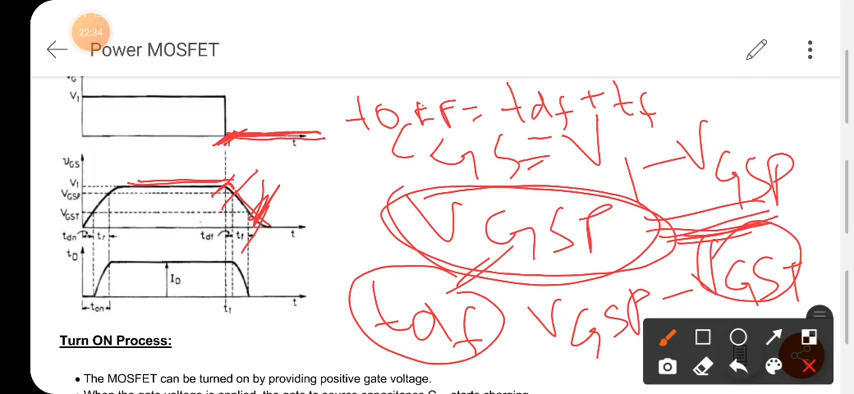 22:34
Power MOSFET
V1
t
tOFF = tdf + tf
CGS = V1 - VGSP
VGSP
tdf VGSP - VGST
VGS
V1
VGSP
VGST
tdn tr tdf tf t
ID
ton t1 t
Turn ON Process:
• The MOSFET can be turned on by providing positive gate voltage.